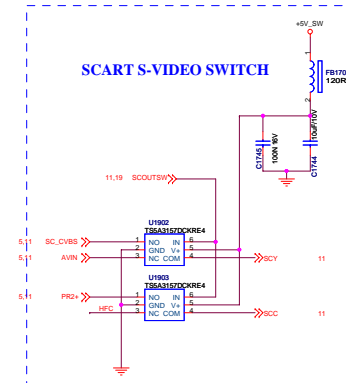 +5V_SW
SCART S-VIDEO SWITCH
1
FB170
120R
2
C1745
100N 16V
10uF/10V
C1744
11,19 SCOUTSW
U1902
TS5A3157DCKRE4
5,11 SC_CVBS 1 NO IN 6
2 GND V+ 5
5,11 AVIN 3 NC COM 4 SCY 11
U1903
TS5A3157DCKRE4
5,11 PR2+ 1 NO IN 6
2 GND V+ 5
HFC 3 NC COM 4 SCC 11